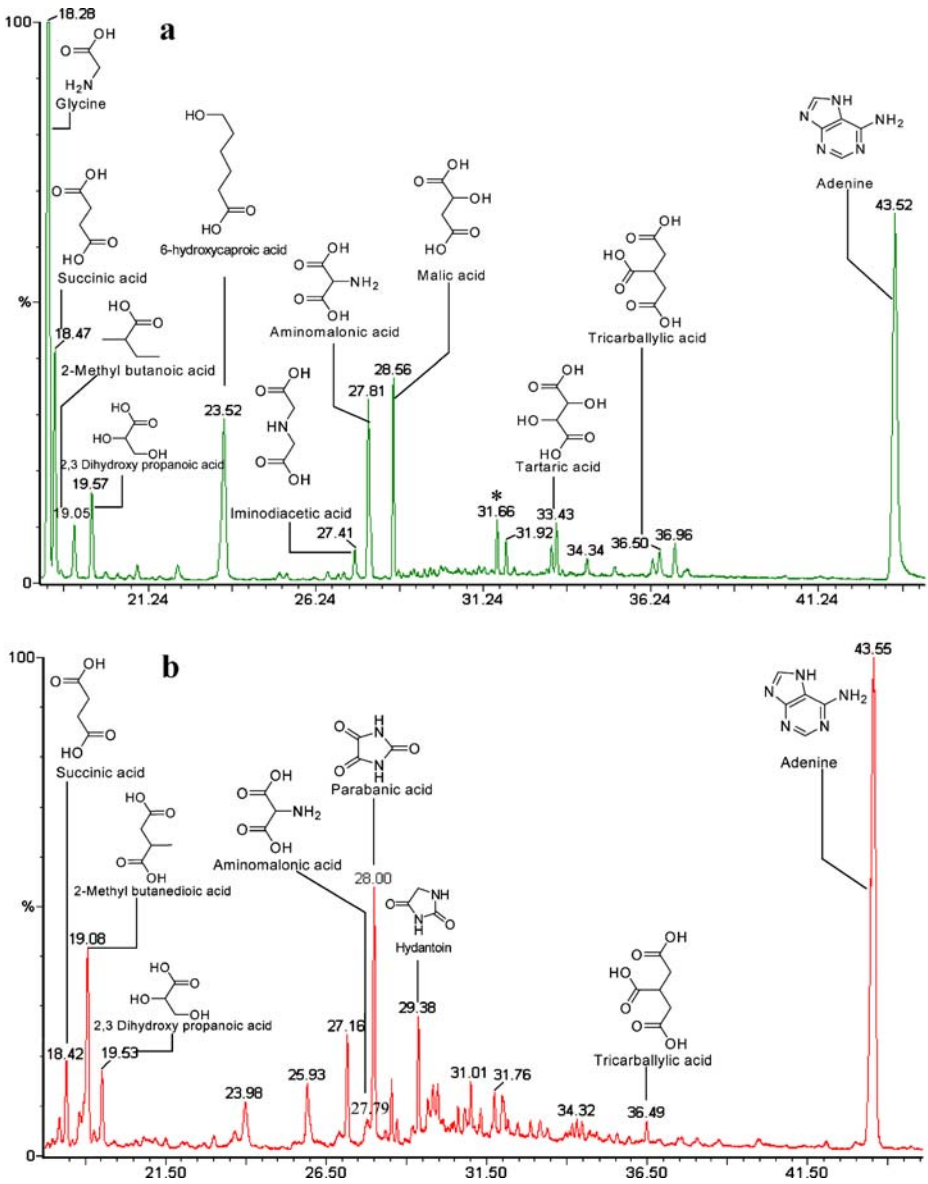 100
18.28
a
OH
O
H₂N
Glycine
HO
OH
O
O
HO
Succinic acid
HO
O
6-hydroxycaproic acid
OH
O
NH₂
O
OH
Aminomalonic acid
OH
O
OH
O
HO
Malic acid
OH
O
HO
O
O
OH
Tricarballylic acid
N
NH
NH₂
N
N
Adenine
43.52
%
18.47
HO
O
2-Methyl butanoic acid
HO
O
HO
OH
2,3 Dihydroxy propanoic acid
19.57
19.05
23.52
OH
O
HN
O
OH
Iminodiacetic acid
27.41
27.81
28.56
OH
O
OH
HO
O
HO
Tartaric acid
*
31.66
31.92
33.43
34.34
36.50
36.96
0
21.24
26.24
31.24
36.24
41.24
100
b
OH
O
O
HO
Succinic acid
HO
O
O
OH
2-Methyl butanedioic acid
19.08
HO
O
HO
OH
2,3 Dihydroxy propanoic acid
18.42
19.53
OH
O
NH₂
O
OH
Aminomalonic acid
H
O
N
O
O
N
H
Parabanic acid
28.00
NH
O
N
H
O
Hydantoin
29.38
OH
O
HO
O
O
OH
Tricarballylic acid
43.55
N
NH
NH₂
N
N
Adenine
%
23.98
25.93
27.16
27.79
31.01
31.76
34.32
36.49
0
21.50
26.50
31.50
36.50
41.50